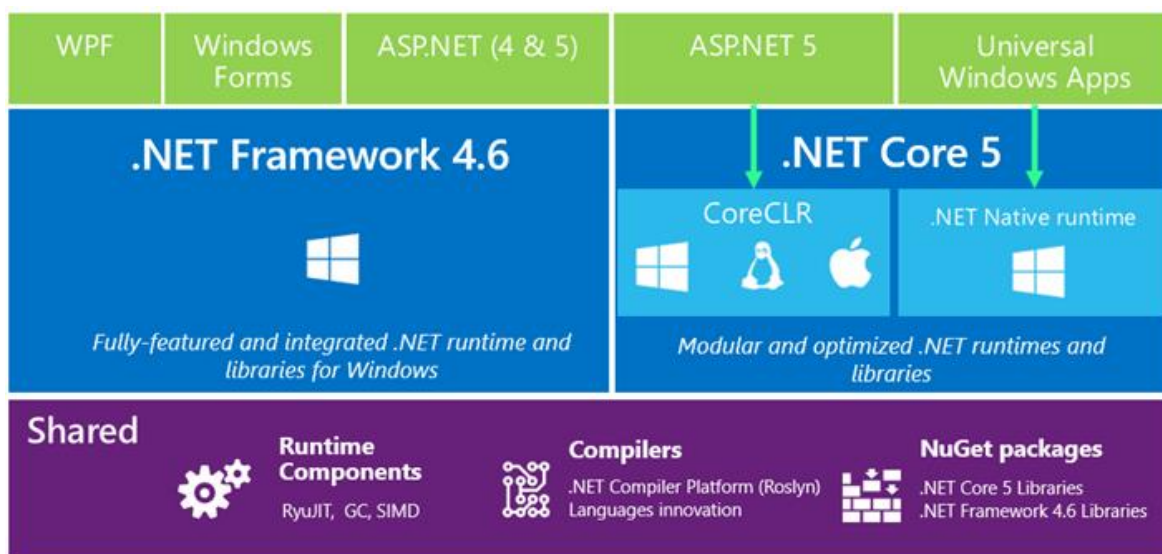 WPF
Windows
Forms
ASP.NET (4 & 5)
ASP.NET 5
Universal
Windows Apps
.NET Framework 4.6
Fully-featured and integrated .NET runtime and
libraries for Windows
.NET Core 5
CoreCLR
.NET Native runtime
Modular and optimized .NET runtimes and
libraries
Shared
Runtime
Components
RyuJIT, GC, SIMD
Compilers
.NET Compiler Platform (Roslyn)
Languages innovation
NuGet packages
.NET Core 5 Libraries
.NET Framework 4.6 Libraries